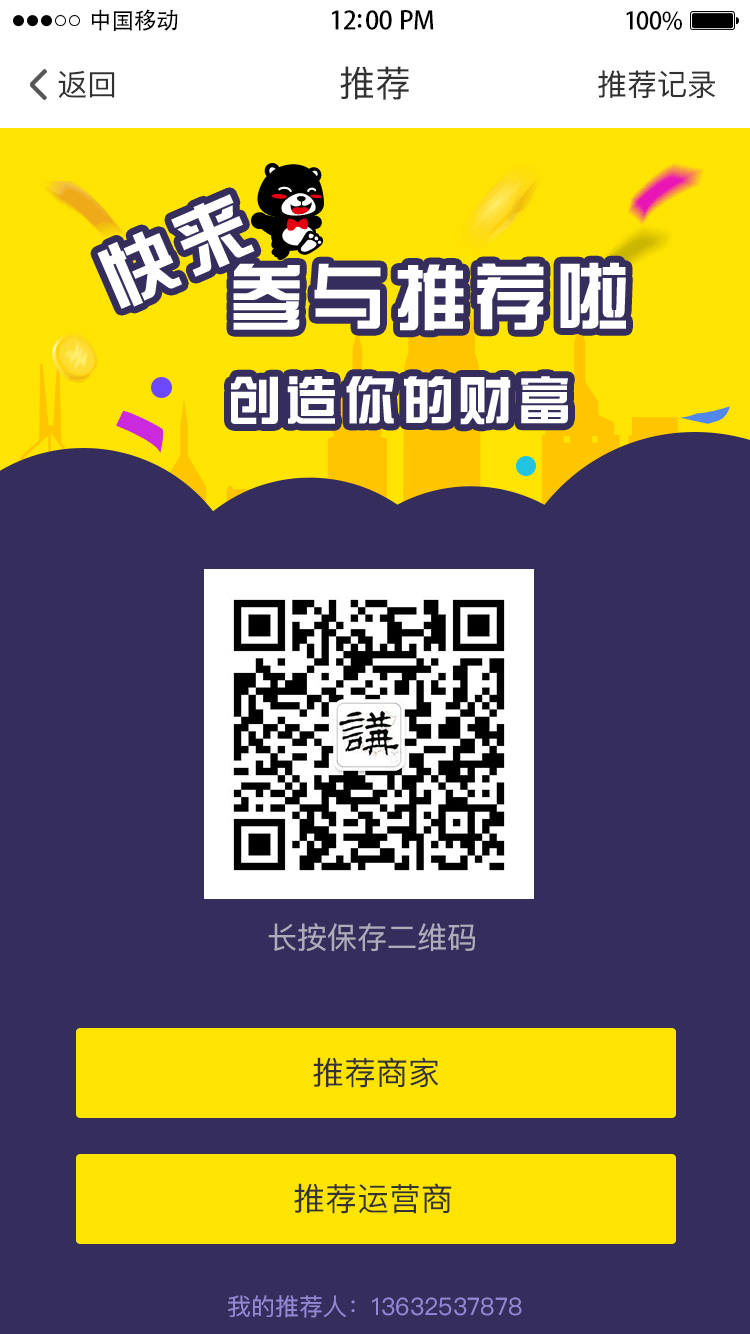 中国移动 12:00 PM 100%
返回 推荐 推荐记录
快来
参与推荐啦
创造你的财富
講
长按保存二维码
推荐商家
推荐运营商
我的推荐人：13632537878